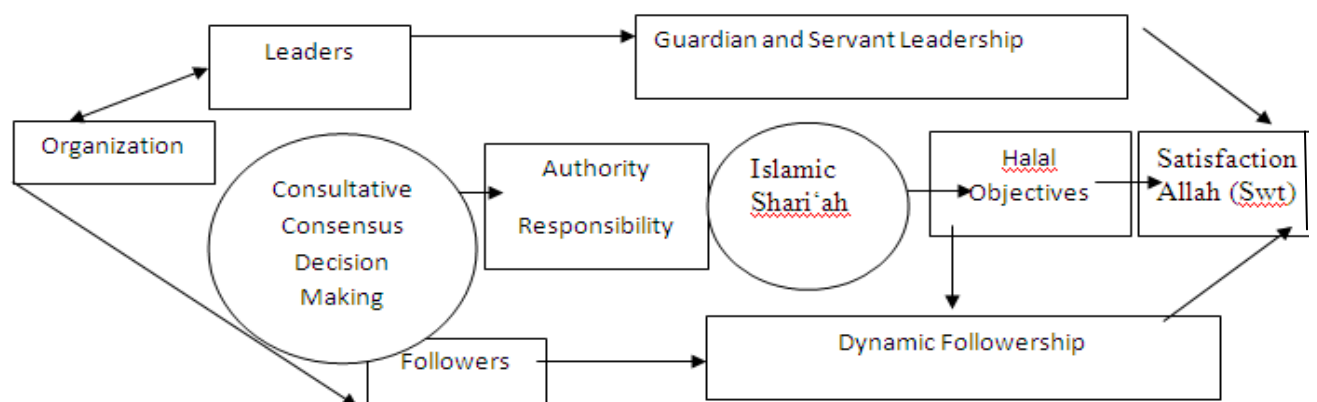 Leaders
Guardian and Servant Leadership
Organization
Consultative
Consensus
Decision
Making
Authority
Responsibility
Islamic
Shari‘ah
Halal
Objectives
Satisfaction
Allah (Swt)
Followers
Dynamic Followership